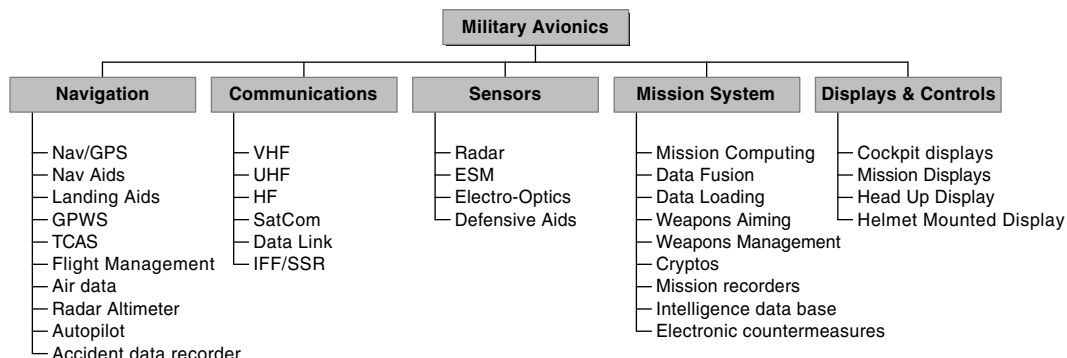 Military Avionics
Navigation
Communications
Sensors
Mission System
Displays & Controls
Nav/GPS
Nav Aids
Landing Aids
GPWS
TCAS
Flight Management
Air data
Radar Altimeter
Autopilot
Accident data recorder
VHF
UHF
HF
SatCom
Data Link
IFF/SSR
Radar
ESM
Electro-Optics
Defensive Aids
Mission Computing
Data Fusion
Data Loading
Weapons Aiming
Weapons Management
Cryptos
Mission recorders
Intelligence data base
Electronic countermeasures
Cockpit displays
Mission Displays
Head Up Display
Helmet Mounted Display